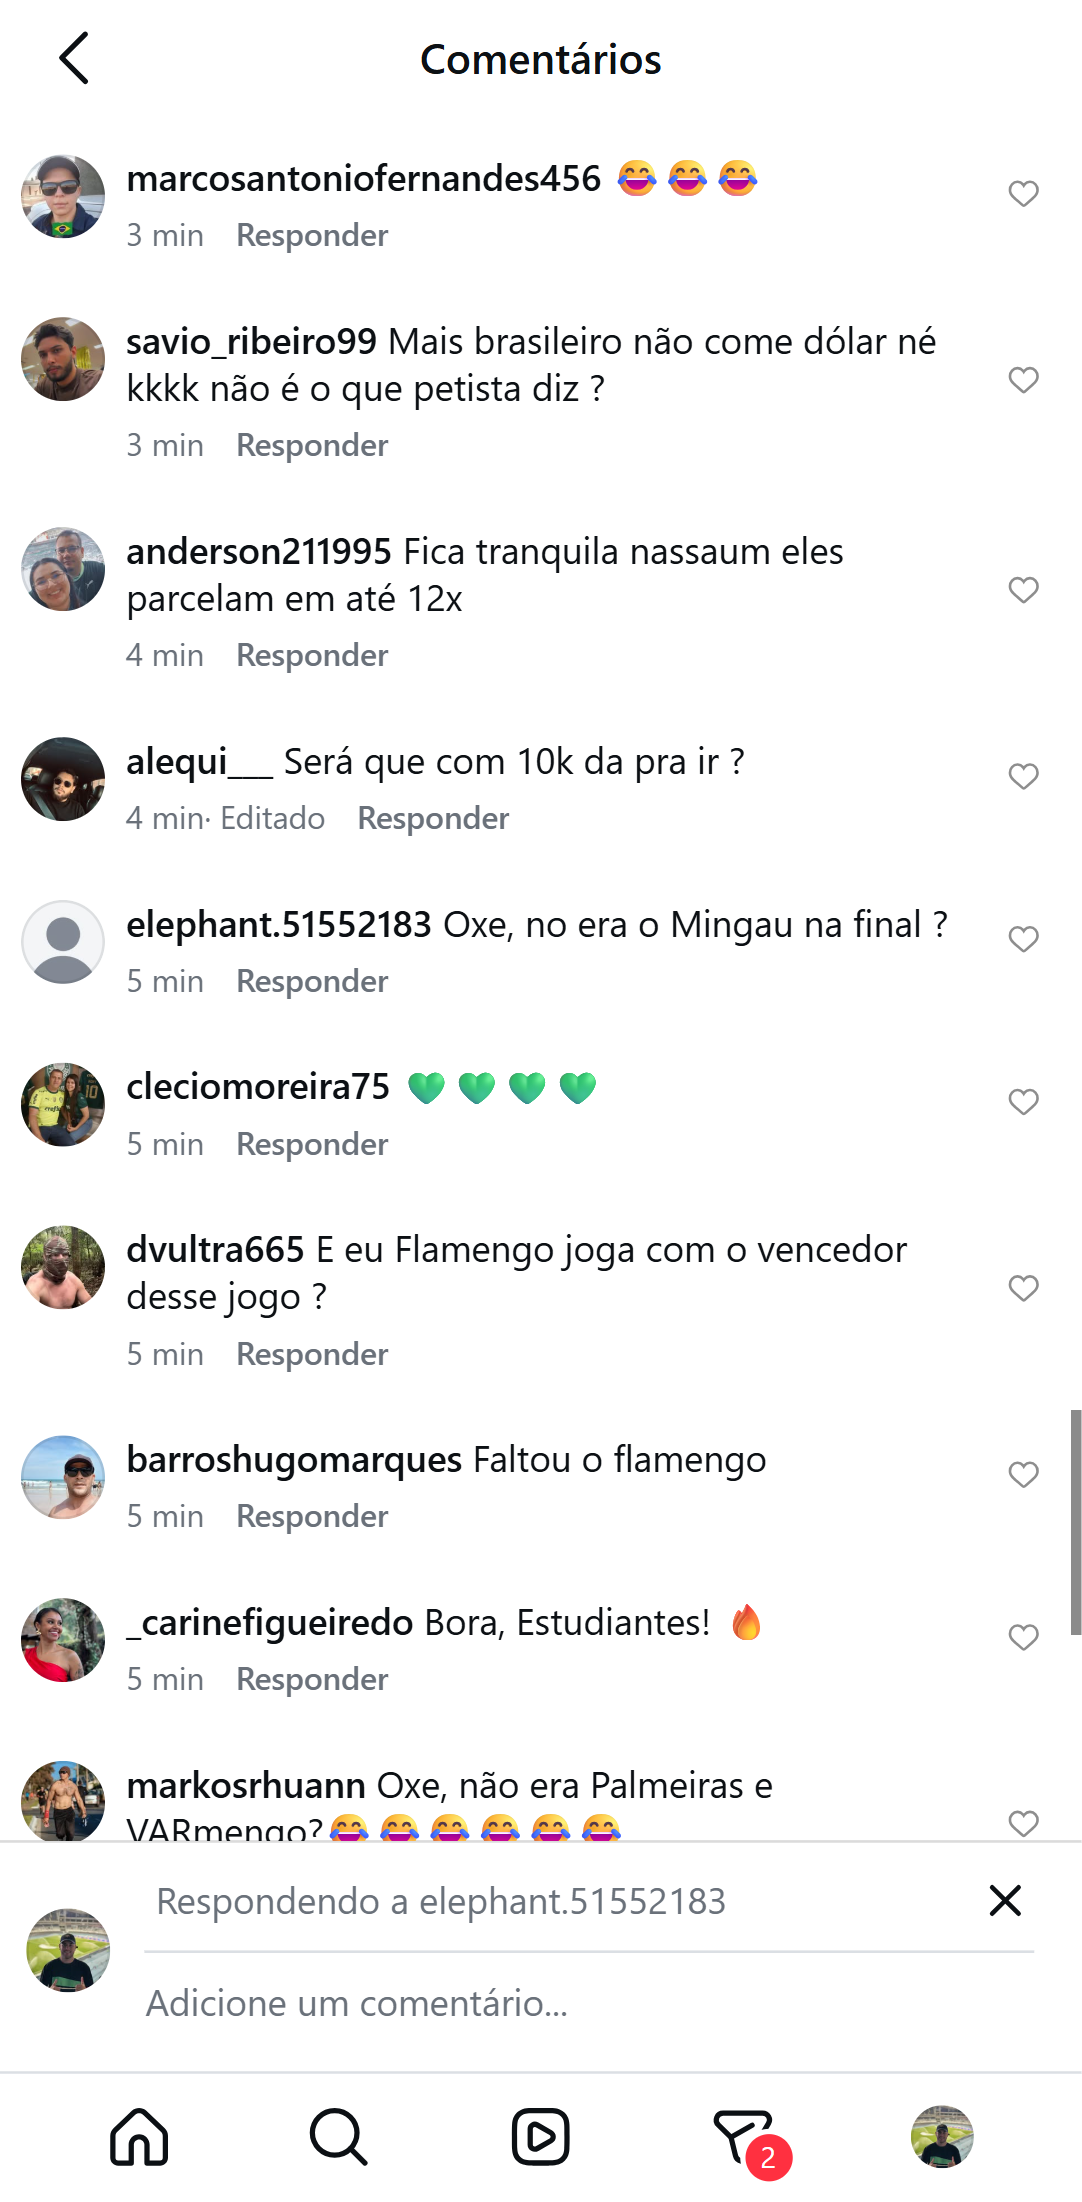 Comentários
marcosantoniofernandes456 😂😂😂
3 min Responder
savio_ribeiro99 Mais brasileiro não come dólar né
kkkk não é o que petista diz ?
3 min Responder
anderson211995 Fica tranquila nassaum eles
parcelam em até 12x
4 min Responder
alequi___ Será que com 10k da pra ir ?
4 min· Editado Responder
elephant.51552183 Oxe, no era o Mingau na final ?
5 min Responder
cleciomoreira75 💚💚💚💚
5 min Responder
dvultra665 E eu Flamengo joga com o vencedor
desse jogo ?
5 min Responder
barroshugomarques Faltou o flamengo
5 min Responder
_carinefigueiredo Bora, Estudiantes! 🔥
5 min Responder
markosrhuann Oxe, não era Palmeiras e
VARmengo?😂😂😂😂😂😂
Respondendo a elephant.51552183
Adicione um comentário...
2